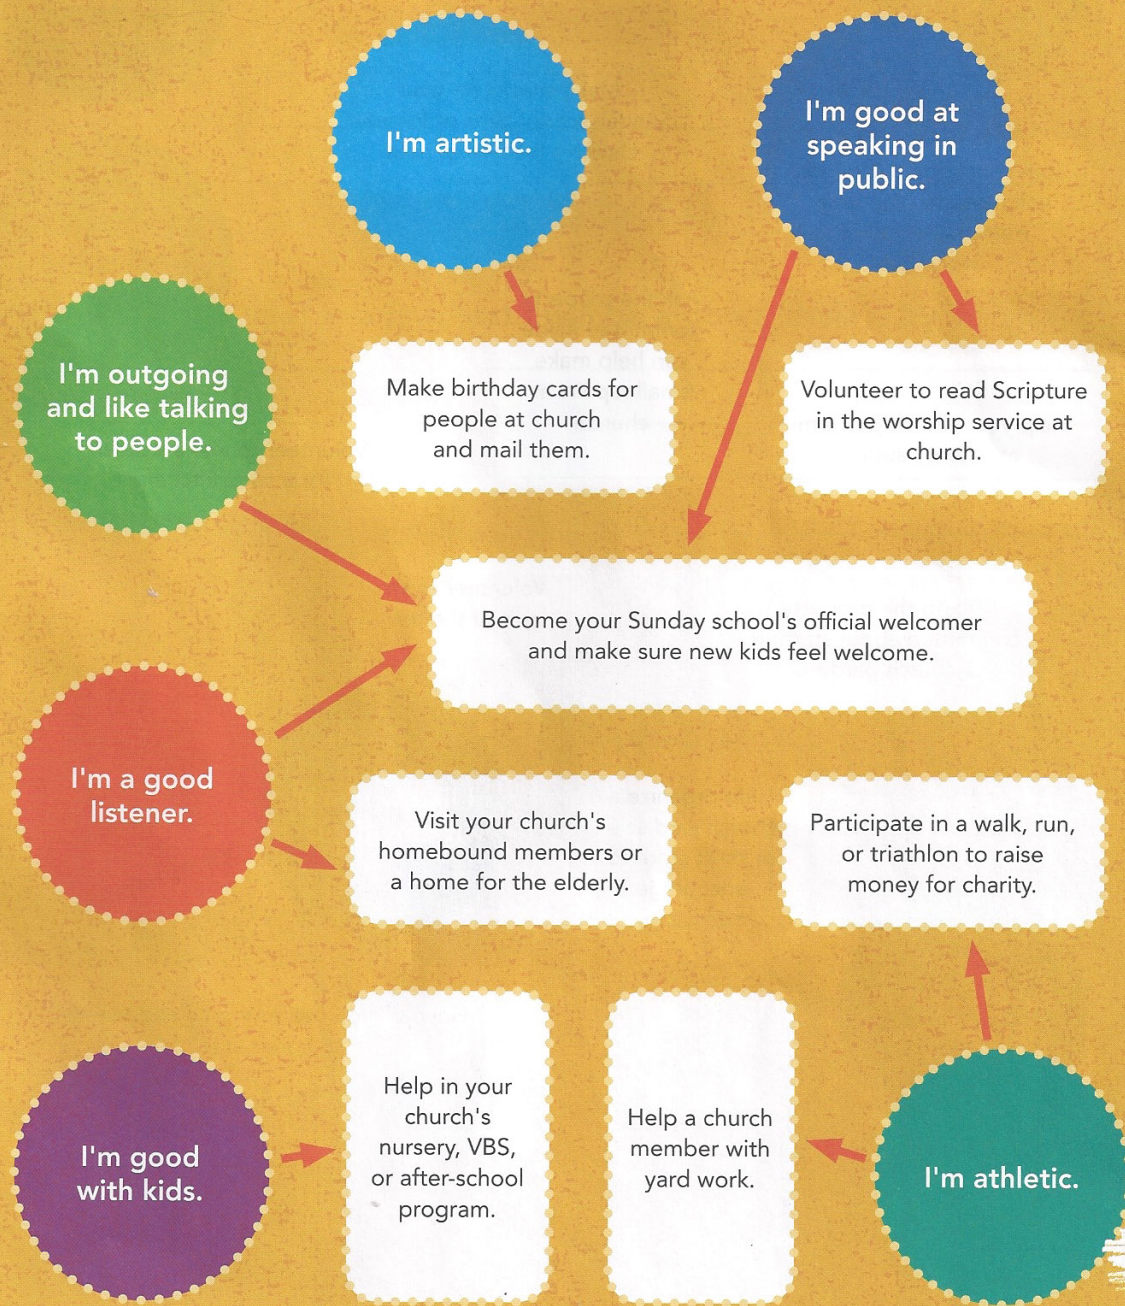 I'm artistic.
I'm good at
speaking in
public.
I'm outgoing
and like talking
to people.
Make birthday cards for
people at church
and mail them.
Volunteer to read Scripture
in the worship service at
church.
Become your Sunday school's official welcomer
and make sure new kids feel welcome.
I'm a good
listener.
Visit your church's
homebound members or
a home for the elderly.
Participate in a walk, run,
or triathlon to raise
money for charity.
I'm good
with kids.
Help in your
church's
nursery, VBS,
or after-school
program.
Help a church
member with
yard work.
I'm athletic.